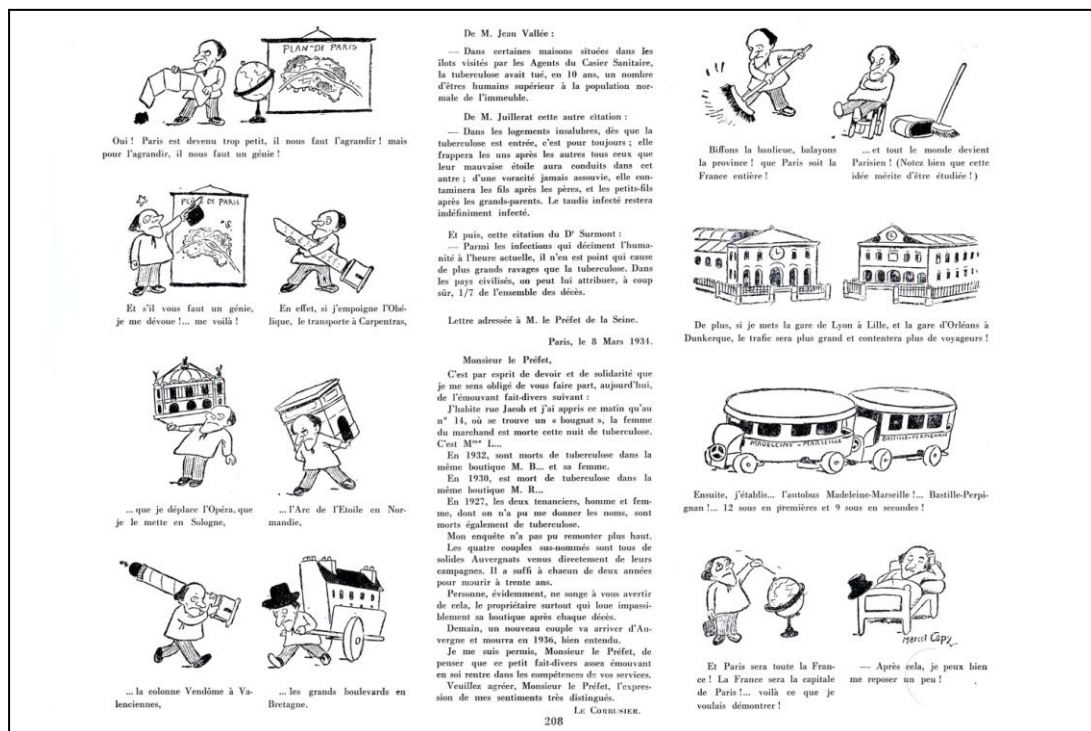 PLAN DE PARIS
Oui ! Paris est devenu trop petit, il nous faut l'agrandir ! mais
pour l'agrandir, il nous faut un génie !
PLAN DE PARIS
Et s'il vous faut un génie,
je me dévoue !... me voilà !
En effet, si j'empoigne l'Obé-
lisque, le transporte à Carpentras,
... que je déplace l'Opéra, que
je le mette en Sologne,
... l'Arc de l'Etoile en Nor-
mandie,
... la colonne Vendôme à Va-
lenciennes,
... les grands boulevards en
Bretagne.
De M. Jean Vallée :
— Dans certaines maisons situées dans les
îlots visités par les Agents du Casier Sanitaire,
la tuberculose avait tué, en 10 ans, un nombre
d'êtres humains supérieur à la population nor-
male de l'immeuble.
De M. Juillerat cette autre citation :
— Dans les logements insalubres, dès que la
tuberculose est entrée, c'est pour toujours ; elle
frappera les uns après les autres tous ceux que
leur mauvaise étoile aura conduits dans cet
antre ; d'une voracité jamais assouvie, elle con-
taminera les fils après les pères, et les petits-fils
après les grands-parents. Le taudis infecté restera
indéfiniment infecté.
Et puis, cette citation du Dr Surmont :
— Parmi les infections qui déciment l'huma-
nité à l'heure actuelle, il n'en est point qui cause
de plus grands ravages que la tuberculose. Dans
les pays civilisés, on peut lui attribuer, à coup
sûr, 1/7 de l'ensemble des décès.
Lettre adressée à M. le Préfet de la Seine.
Paris, le 8 Mars 1934.
Monsieur le Préfet,
C'est par esprit de devoir et de solidarité que
je me sens obligé de vous faire part, aujourd'hui,
de l'émouvant fait-divers suivant :
J'habite rue Jacob et j'ai appris ce matin qu'au
n° 14, où se trouve un « bougnat », la femme
du marchand est morte cette nuit de tuberculose.
C'est Mme L...
En 1932, sont morts de tuberculose dans la
même boutique M. B... et sa femme.
En 1930, est mort de tuberculose dans la
même boutique M. R...
En 1927, les deux tenanciers, homme et fem-
me, dont on n'a pu me donner les noms, sont
morts également de tuberculose.
Mon enquête n'a pas pu remonter plus haut.
Les quatre couples sus-nommés sont tous de
solides Auvergnats venus directement de leurs
campagnes. Il a suffi à chacun de deux années
pour mourir à trente ans.
Personne, évidemment, ne songe à vous avertir
de cela, le propriétaire surtout qui loue impassi-
blement sa boutique après chaque décès.
Demain, un nouveau couple va arriver d'Au-
vergne et mourra en 1936, bien entendu.
Je me suis permis, Monsieur le Préfet, de
penser que ce petit fait-divers assez émouvant
en soi rentre dans les compétences de vos services.
Veuillez agréer, Monsieur le Préfet, l'expres-
sion de mes sentiments très distingués.
LE CORBUSIER.
208
Biffons la banlieue, balayons
la province ! que Paris soit la
France entière !
... et tout le monde devient
Parisien ! (Notez bien que cette
idée mérite d'être étudiée !)
De plus, si je mets la gare de Lyon à Lille, et la gare d'Orléans à
Dunkerque, le trafic sera plus grand et contentera plus de voyageurs !
MADELEINE - MARSEILLE
BASTILLE-PERPIGNAN
Ensuite, j'établis... l'autobus Madeleine-Marseille !... Bastille-Perpi-
gnan !... 12 sous en premières et 9 sous en secondes !
Et Paris sera toute la Fran-
ce ! La France sera la capitale
de Paris !... voilà ce que je
voulais démontrer !
Marcel Capy
— Après cela, je peux bien
me reposer un peu !